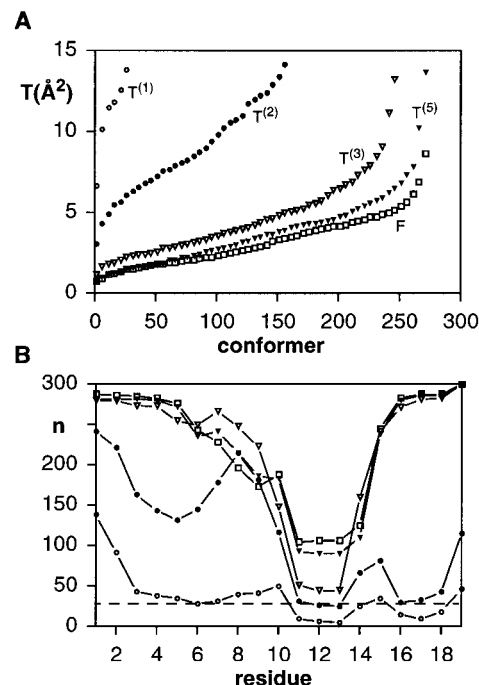 A
15
T(Å²)
10
5
0
T⁽¹⁾
T⁽²⁾
T⁽³⁾
T⁽⁵⁾
F
0 50 100 150 200 250 300
conformer
B
300
n
200
150
100
50
0
2 4 6 8 10 12 14 16 18
residue